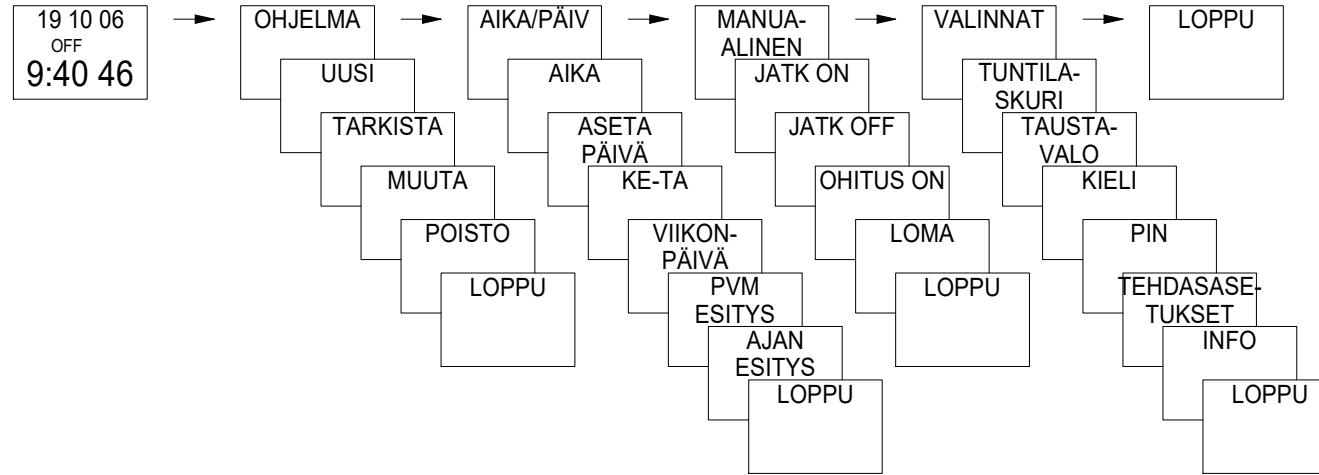 19 10 06
OFF
9:40 46
OHJELMA
UUSI
TARKISTA
MUUTA
POISTO
LOPPU
AIKA/PÄIV
AIKA
ASETA
PÄIVÄ
KE-TA
VIIKON-
PÄIVÄ
PVM
ESITYS
AJAN
ESITYS
LOPPU
MANUA-
ALINEN
JATK ON
JATK OFF
OHITUS ON
LOMA
LOPPU
VALINNAT
TUNTILA-
SKURI
TAUSTA-
VALO
KIELI
PIN
TEHDASASE-
TUKSET
INFO
LOPPU
LOPPU